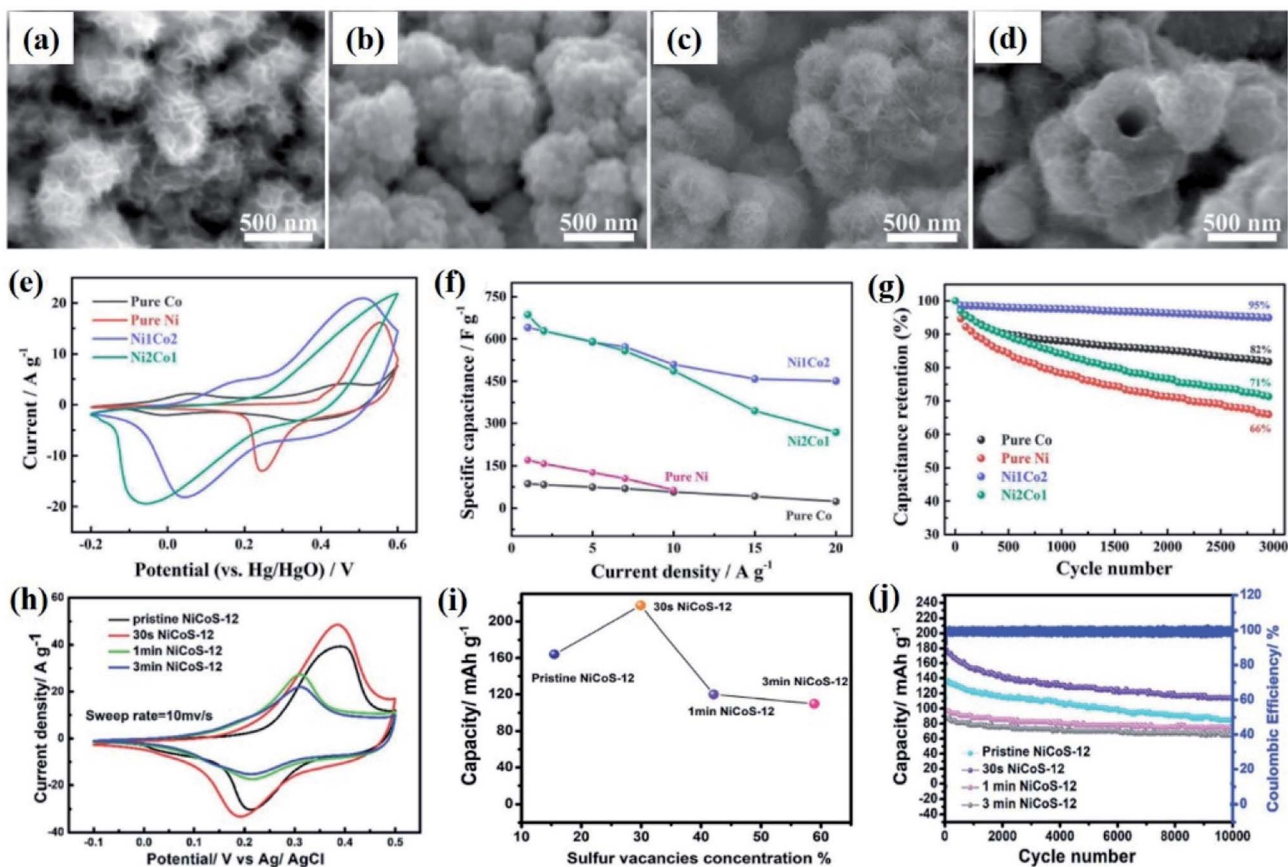 (a)
500 nm
(b)
500 nm
(c)
500 nm
(d)
500 nm
(e)
Pure Co
Pure Ni
Ni1Co2
Ni2Co1
20
10
0
-10
-20
Current / A g-1
-0.2 0.0 0.2 0.4 0.6
Potential (vs. Hg/HgO) / V
(f)
750
600
450
300
150
0
Specific capacitance / F g-1
Ni1Co2
Ni2Co1
Pure Ni
Pure Co
0 5 10 15 20
Current density / A g-1
(g)
100
90
80
70
60
50
40
30
Capacitance retention (%)
95%
82%
71%
66%
Pure Co
Pure Ni
Ni1Co2
Ni2Co1
0 500 1000 1500 2000 2500 3000
Cycle number
(h)
60
40
20
0
-20
-40
Current density/ A g-1
pristine NiCoS-12
30s NiCoS-12
1min NiCoS-12
3min NiCoS-12
Sweep rate=10mv/s
-0.1 0.0 0.1 0.2 0.3 0.4 0.5
Potential/ V vs Ag/ AgCl
(i)
200
160
120
80
40
0
Capacity/ mAh g-1
30s NiCoS-12
Pristine NiCoS-12
3min NiCoS-12
1min NiCoS-12
10 20 30 40 50 60
Sulfur vacancies concentration %
(j)
240
220
200
180
160
140
120
100
80
60
40
20
0
-20
-40
Capacity/ mAh g-1
Pristine NiCoS-12
30s NiCoS-12
1 min NiCoS-12
3 min NiCoS-12
0 2000 4000 6000 8000 10000
Cycle number
120
100
80
60
40
20
0
Coulombic Efficiency/ %